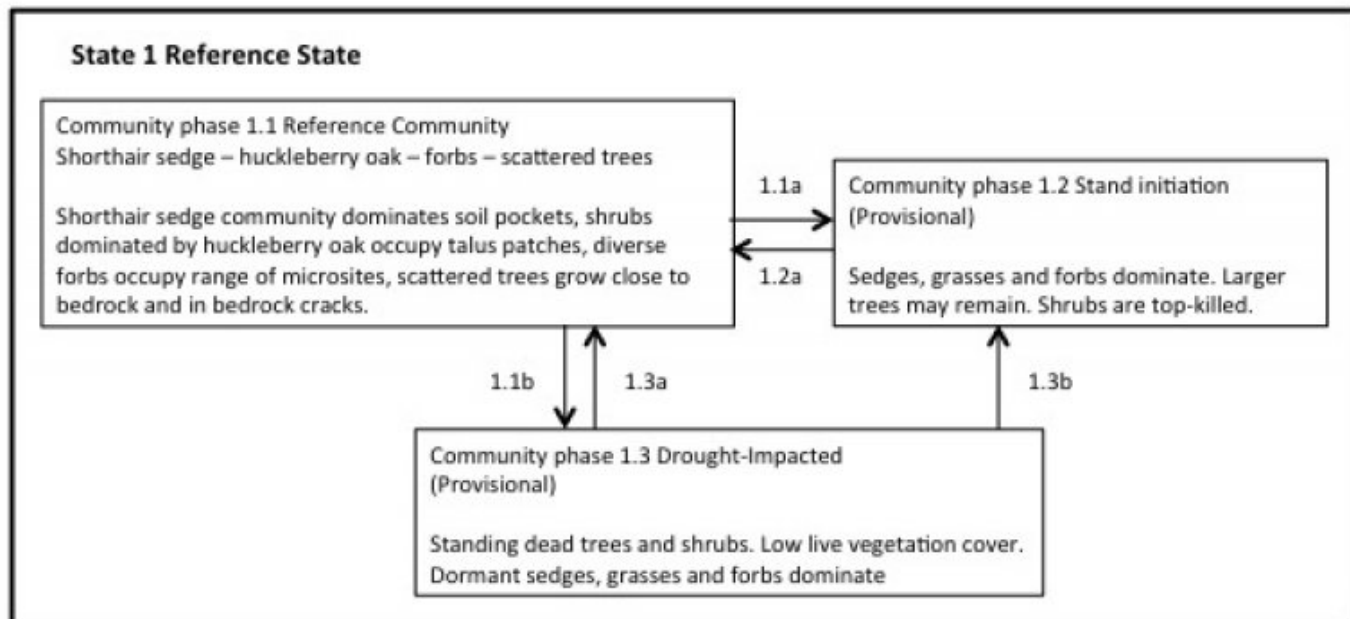 State 1 Reference State
Community phase 1.1 Reference Community
Shorthair sedge – huckleberry oak – forbs – scattered trees
Shorthair sedge community dominates soil pockets, shrubs
dominated by huckleberry oak occupy talus patches, diverse
forbs occupy range of microsites, scattered trees grow close to
bedrock and in bedrock cracks.
1.1a
1.2a
Community phase 1.2 Stand initiation
(Provisional)
Sedges, grasses and forbs dominate. Larger
trees may remain. Shrubs are top-killed.
1.1b
1.3a
1.3b
Community phase 1.3 Drought-Impacted
(Provisional)
Standing dead trees and shrubs. Low live vegetation cover.
Dormant sedges, grasses and forbs dominate